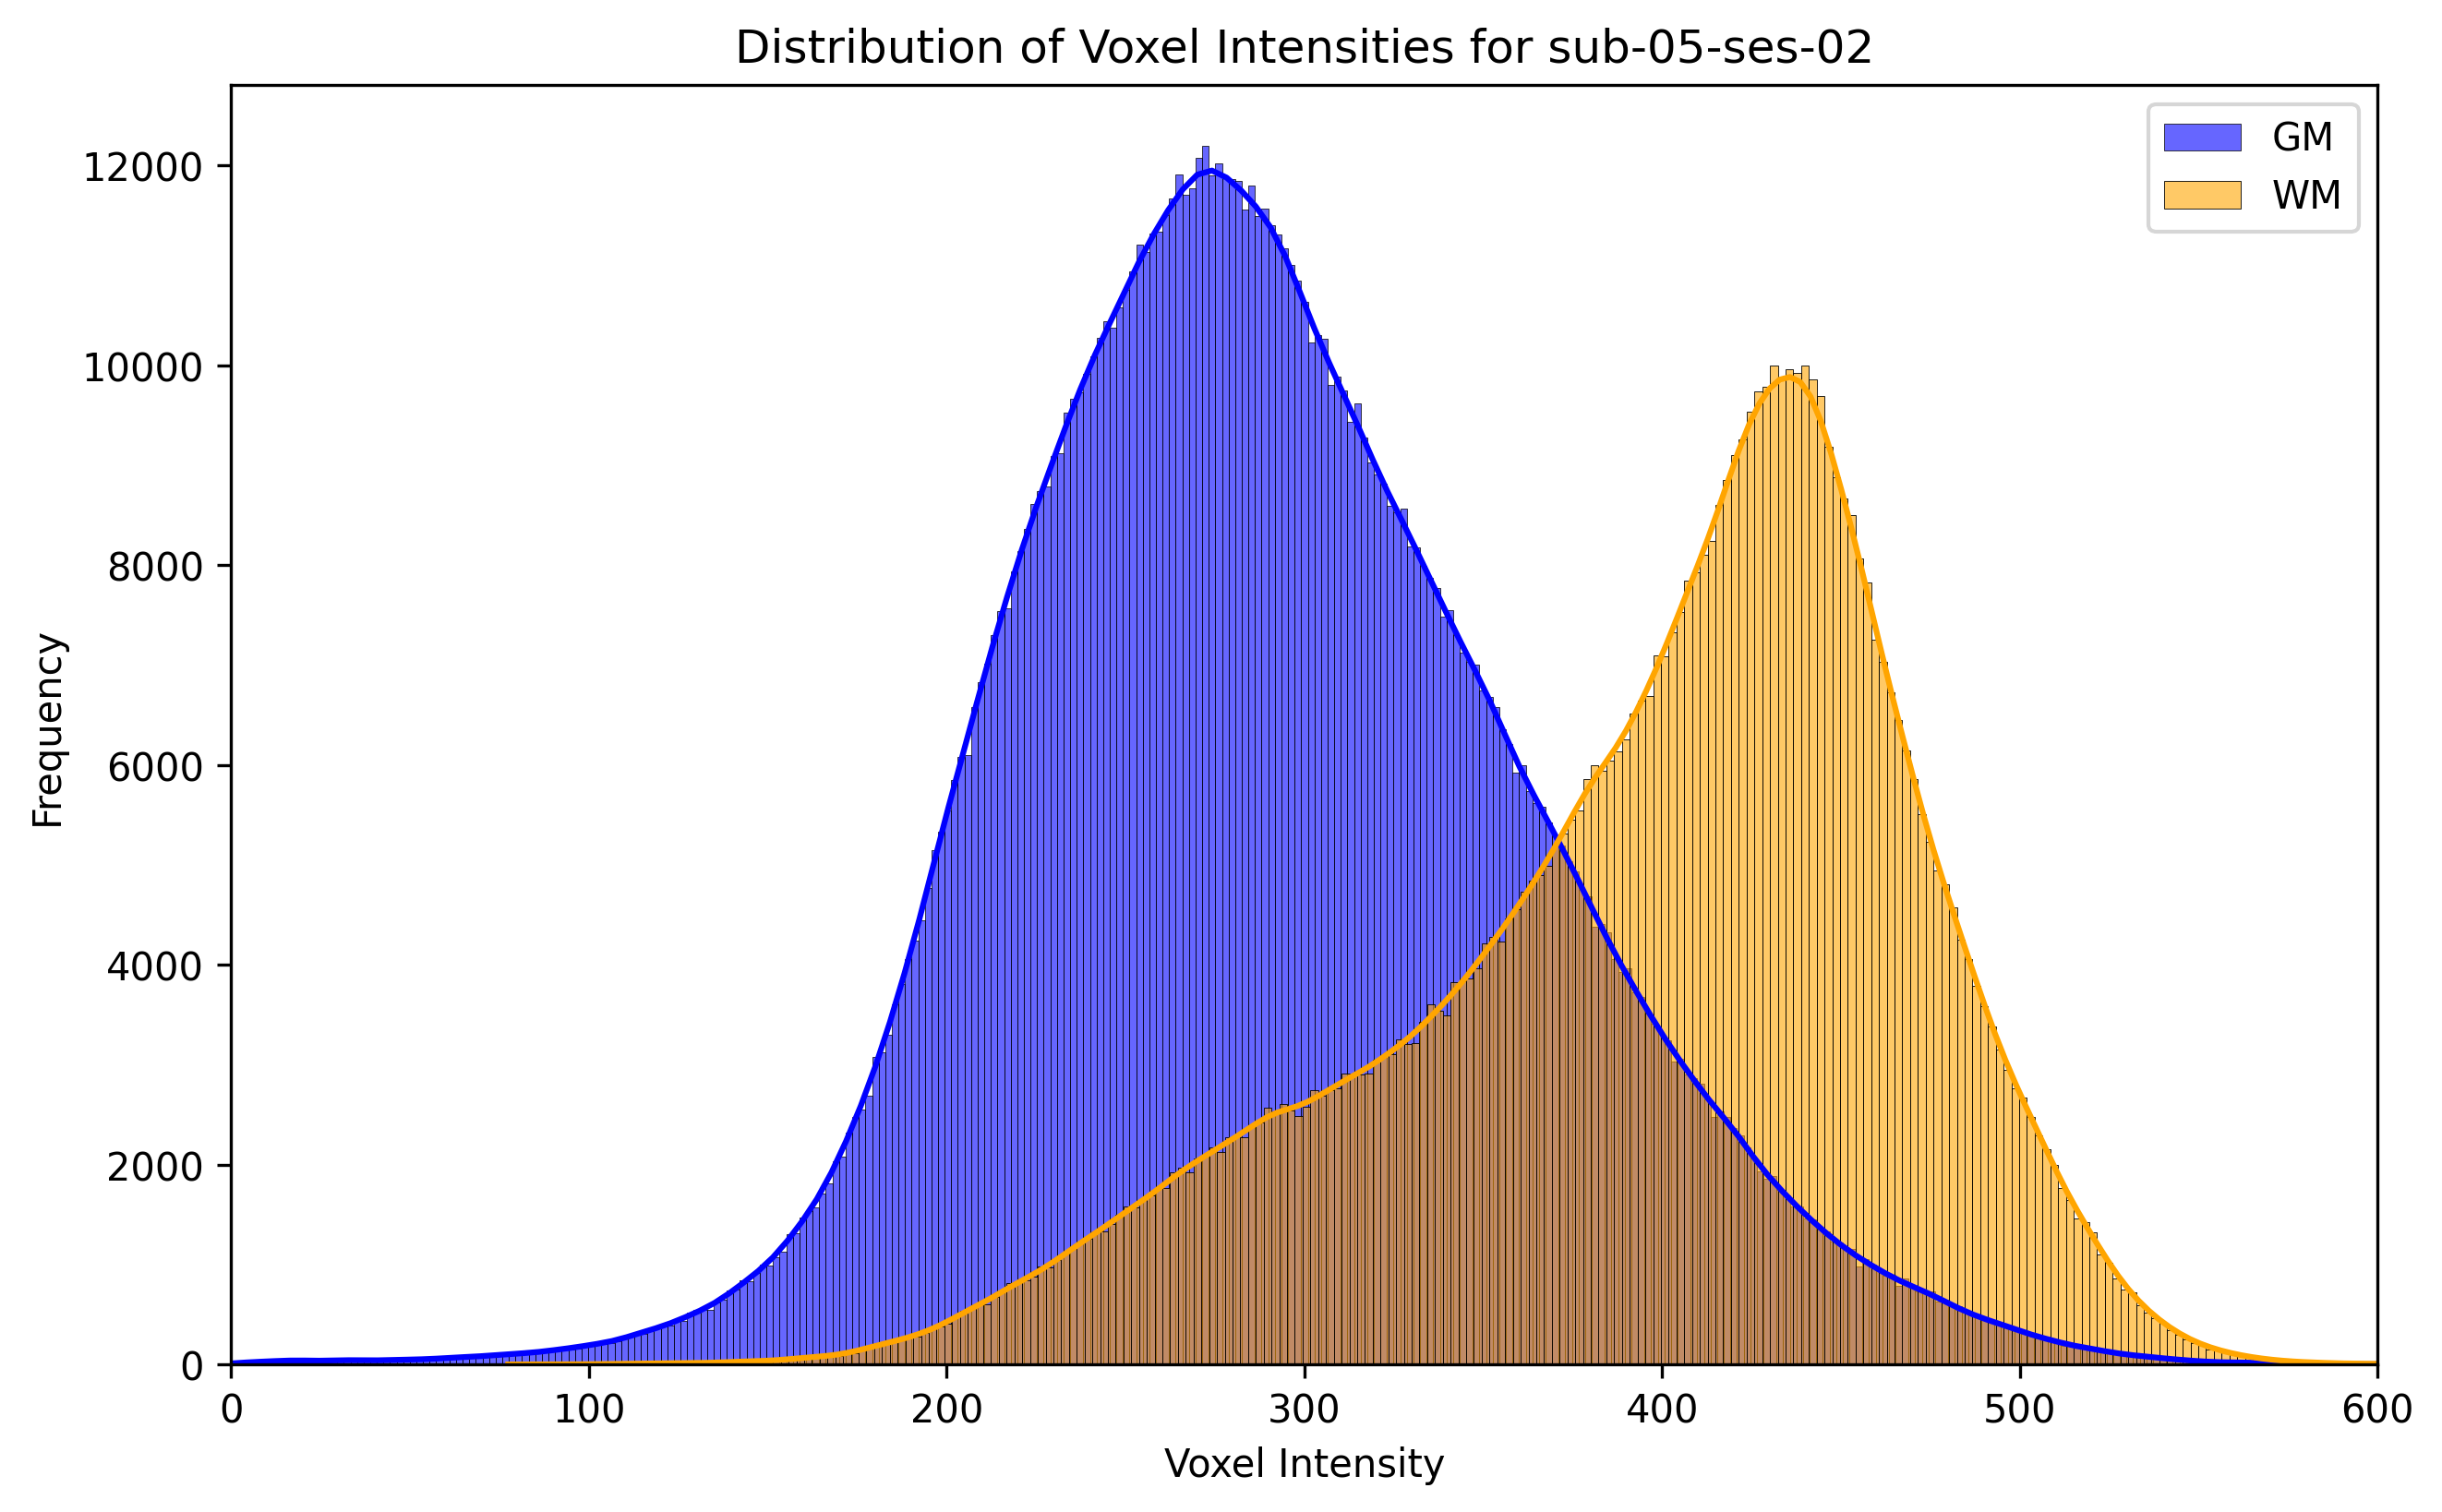 Distribution of Voxel Intensities for sub-05-ses-02
GM
WM
12000
10000
8000
6000
4000
2000
0
Frequency
0 100 200 300 400 500 600
Voxel Intensity